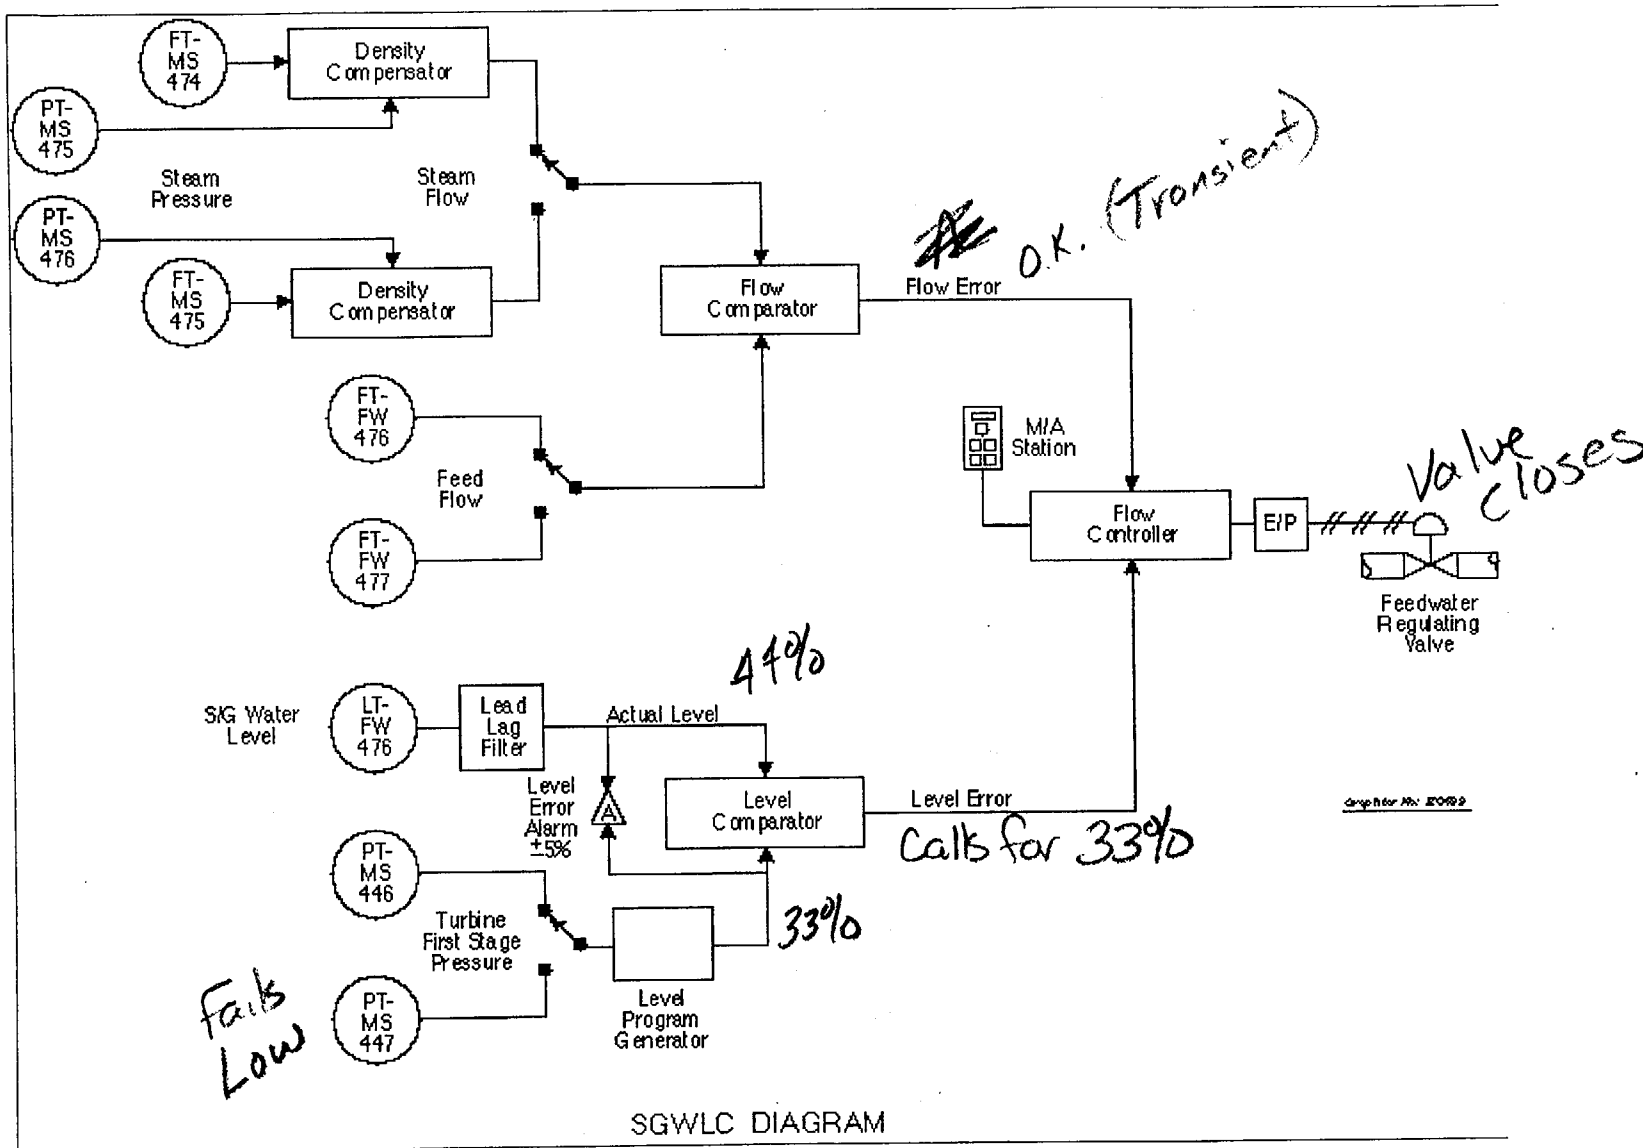 FT-
MS
474
Density
Compensator
PT-
MS
475
Steam
Pressure
Steam
Flow
PT-
MS
476
FT-
MS
475
Density
Compensator
Flow
Comparator
O.K. (Transient)
Flow Error
FT-
FW
476
Feed
Flow
FT-
FW
477
M/A
Station
Flow
Controller
E/P
Valve
Closes
Feedwater
Regulating
Valve
S/G Water
Level
LT-
FW
476
Lead
Lag
Filter
Actual Level
44%
Level
Error
Alarm
±5%
A
Level
Comparator
Level Error
Calls for 33%
PT-
MS
446
Turbine
First Stage
Pressure
33%
Level
Program
Generator
Fails
Low
PT-
MS
447
SGWLC DIAGRAM